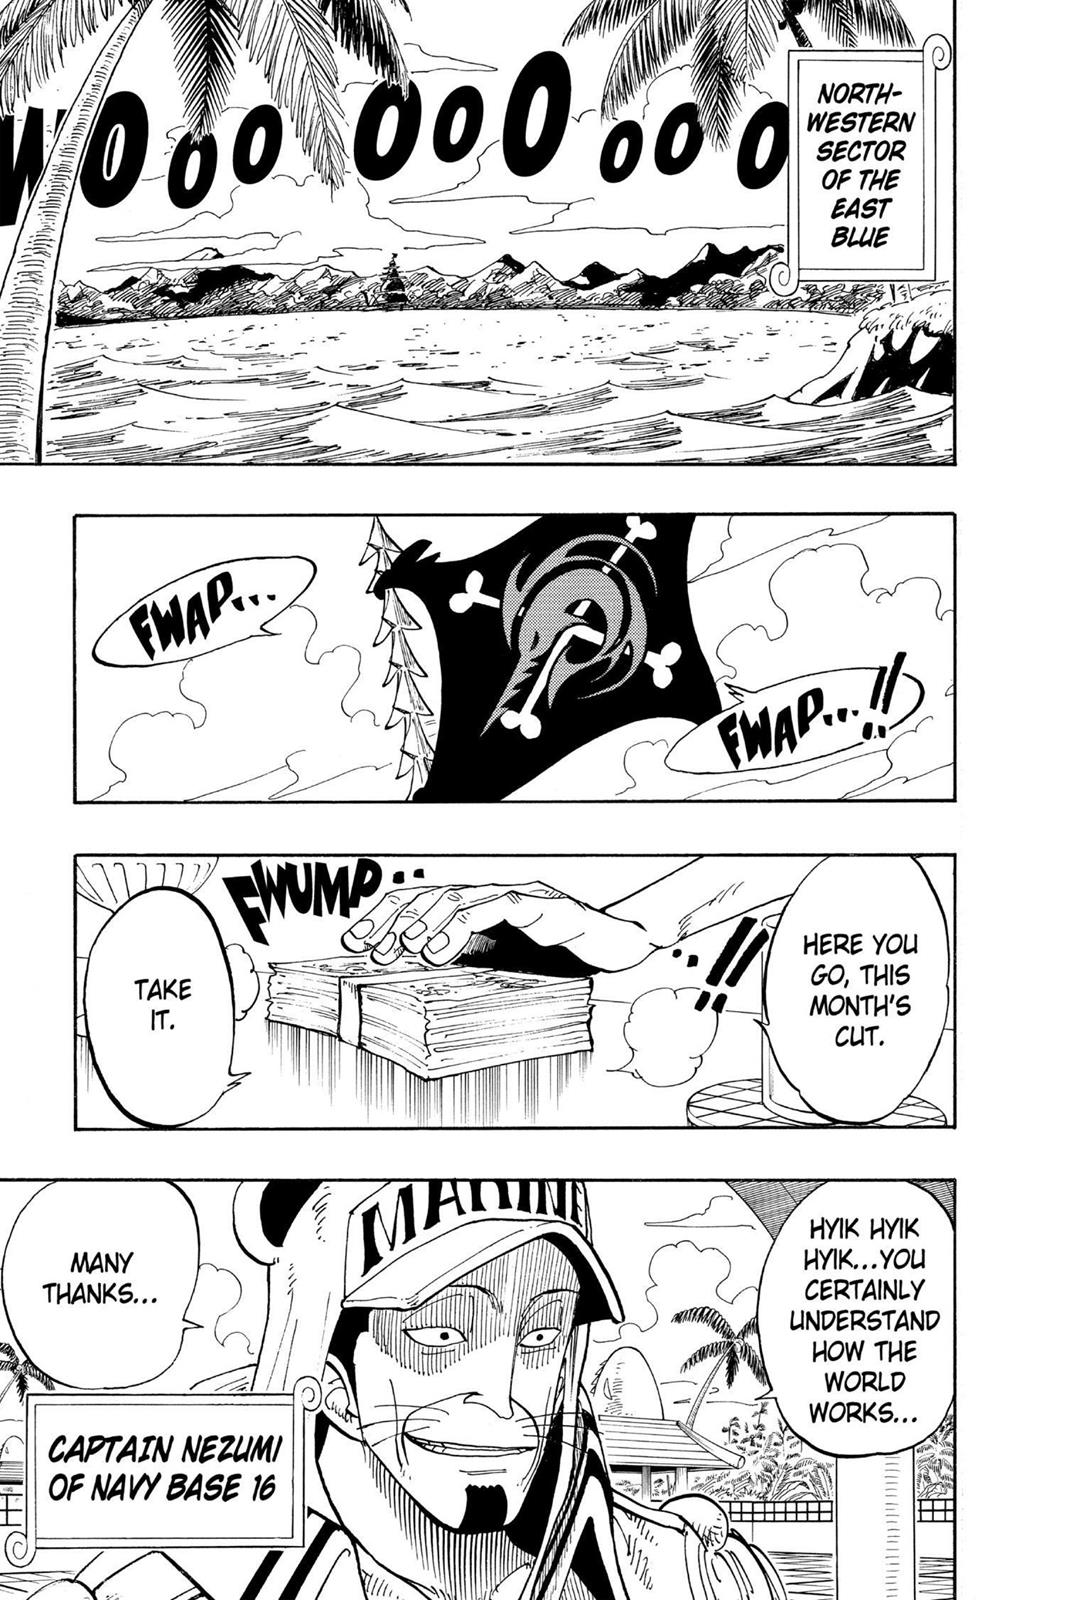 WOoo oooO o o o
NORTH-
WESTERN
SECTOR
OF THE
EAST
BLUE
FWAP...
FWAP...!!
FWUMP..
!!
HERE YOU
GO, THIS
MONTH'S
CUT.
TAKE
IT.
MARINE
HYIK HYIK
HYIK...YOU
CERTAINLY
UNDERSTAND
HOW THE
WORLD
WORKS...
MANY
THANKS...
CAPTAIN NEZUMI
OF NAVY BASE 16